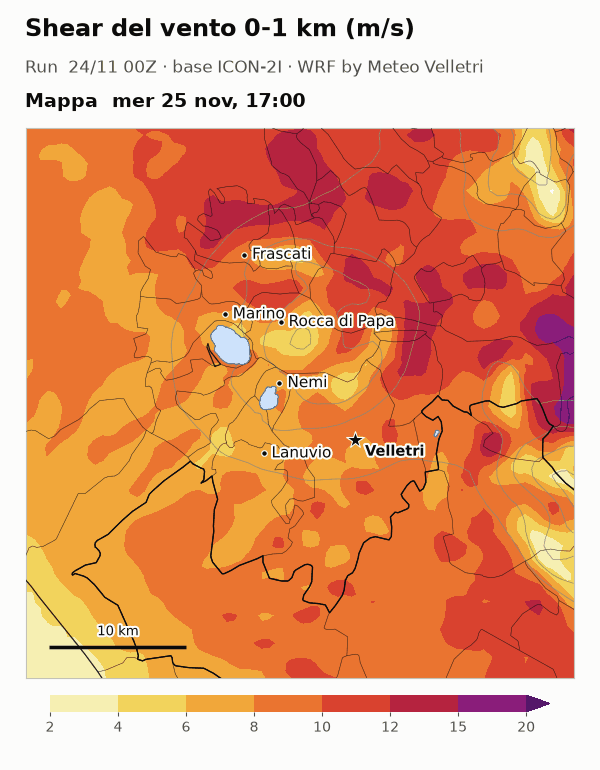 Shear del vento 0-1 km (m/s)
Run  24/11 00Z · base ICON-2I · WRF by Meteo Velletri
Mappa  mer 25 nov, 17:00
Frascati
Marino
Rocca di Papa
Nemi
Lanuvio
Velletri
10 km
2 4 6 8 10 12 15 20